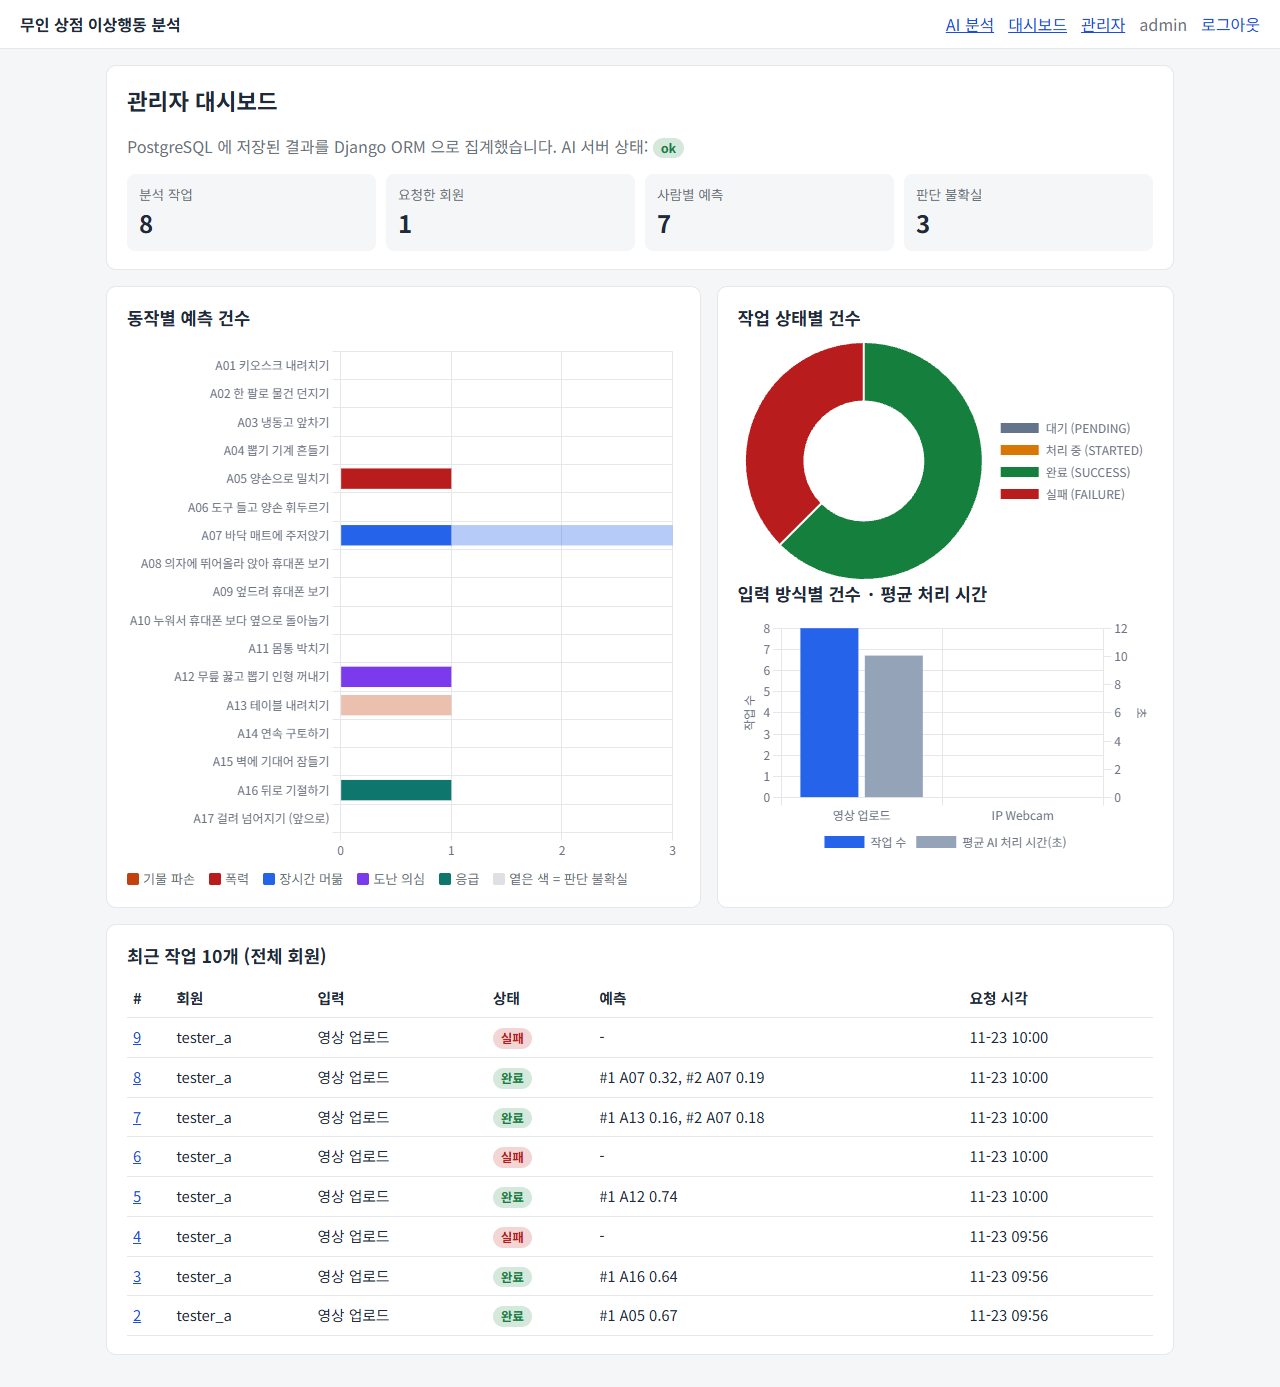 무인 상점 이상행동 분석
AI 분석 대시보드 관리자 admin 로그아웃
관리자 대시보드
PostgreSQL 에 저장된 결과를 Django ORM 으로 집계했습니다. AI 서버 상태: ok
분석 작업
8
요청한 회원
1
사람별 예측
7
판단 불확실
3
동작별 예측 건수
A01 키오스크 내려치기
A02 한 팔로 물건 던지기
A03 냉동고 앞차기
A04 뽑기 기계 흔들기
A05 양손으로 밀치기
A06 도구 들고 양손 휘두르기
A07 바닥 매트에 주저앉기
A08 의자에 뛰어올라 앉아 휴대폰 보기
A09 엎드려 휴대폰 보기
A10 누워서 휴대폰 보다 옆으로 돌아눕기
A11 몸통 박치기
A12 무릎 꿇고 뽑기 인형 꺼내기
A13 테이블 내려치기
A14 연속 구토하기
A15 벽에 기대어 잠들기
A16 뒤로 기절하기
A17 걸려 넘어지기 (앞으로)
0 1 2 3
기물 파손 폭력 장시간 머묾 도난 의심 응급 옅은 색 = 판단 불확실
작업 상태별 건수
대기 (PENDING)
처리 중 (STARTED)
완료 (SUCCESS)
실패 (FAILURE)
입력 방식별 건수 · 평균 처리 시간
작업 수
8
7
6
5
4
3
2
1
0
12
10
8
6
4
2
0
초
영상 업로드 IP Webcam
작업 수 평균 AI 처리 시간(초)
최근 작업 10개 (전체 회원)
# 회원 입력 상태 예측 요청 시각
9 tester_a 영상 업로드 실패 - 11-23 10:00
8 tester_a 영상 업로드 완료 #1 A07 0.32, #2 A07 0.19 11-23 10:00
7 tester_a 영상 업로드 완료 #1 A13 0.16, #2 A07 0.18 11-23 10:00
6 tester_a 영상 업로드 실패 - 11-23 10:00
5 tester_a 영상 업로드 완료 #1 A12 0.74 11-23 10:00
4 tester_a 영상 업로드 실패 - 11-23 09:56
3 tester_a 영상 업로드 완료 #1 A16 0.64 11-23 09:56
2 tester_a 영상 업로드 완료 #1 A05 0.67 11-23 09:56